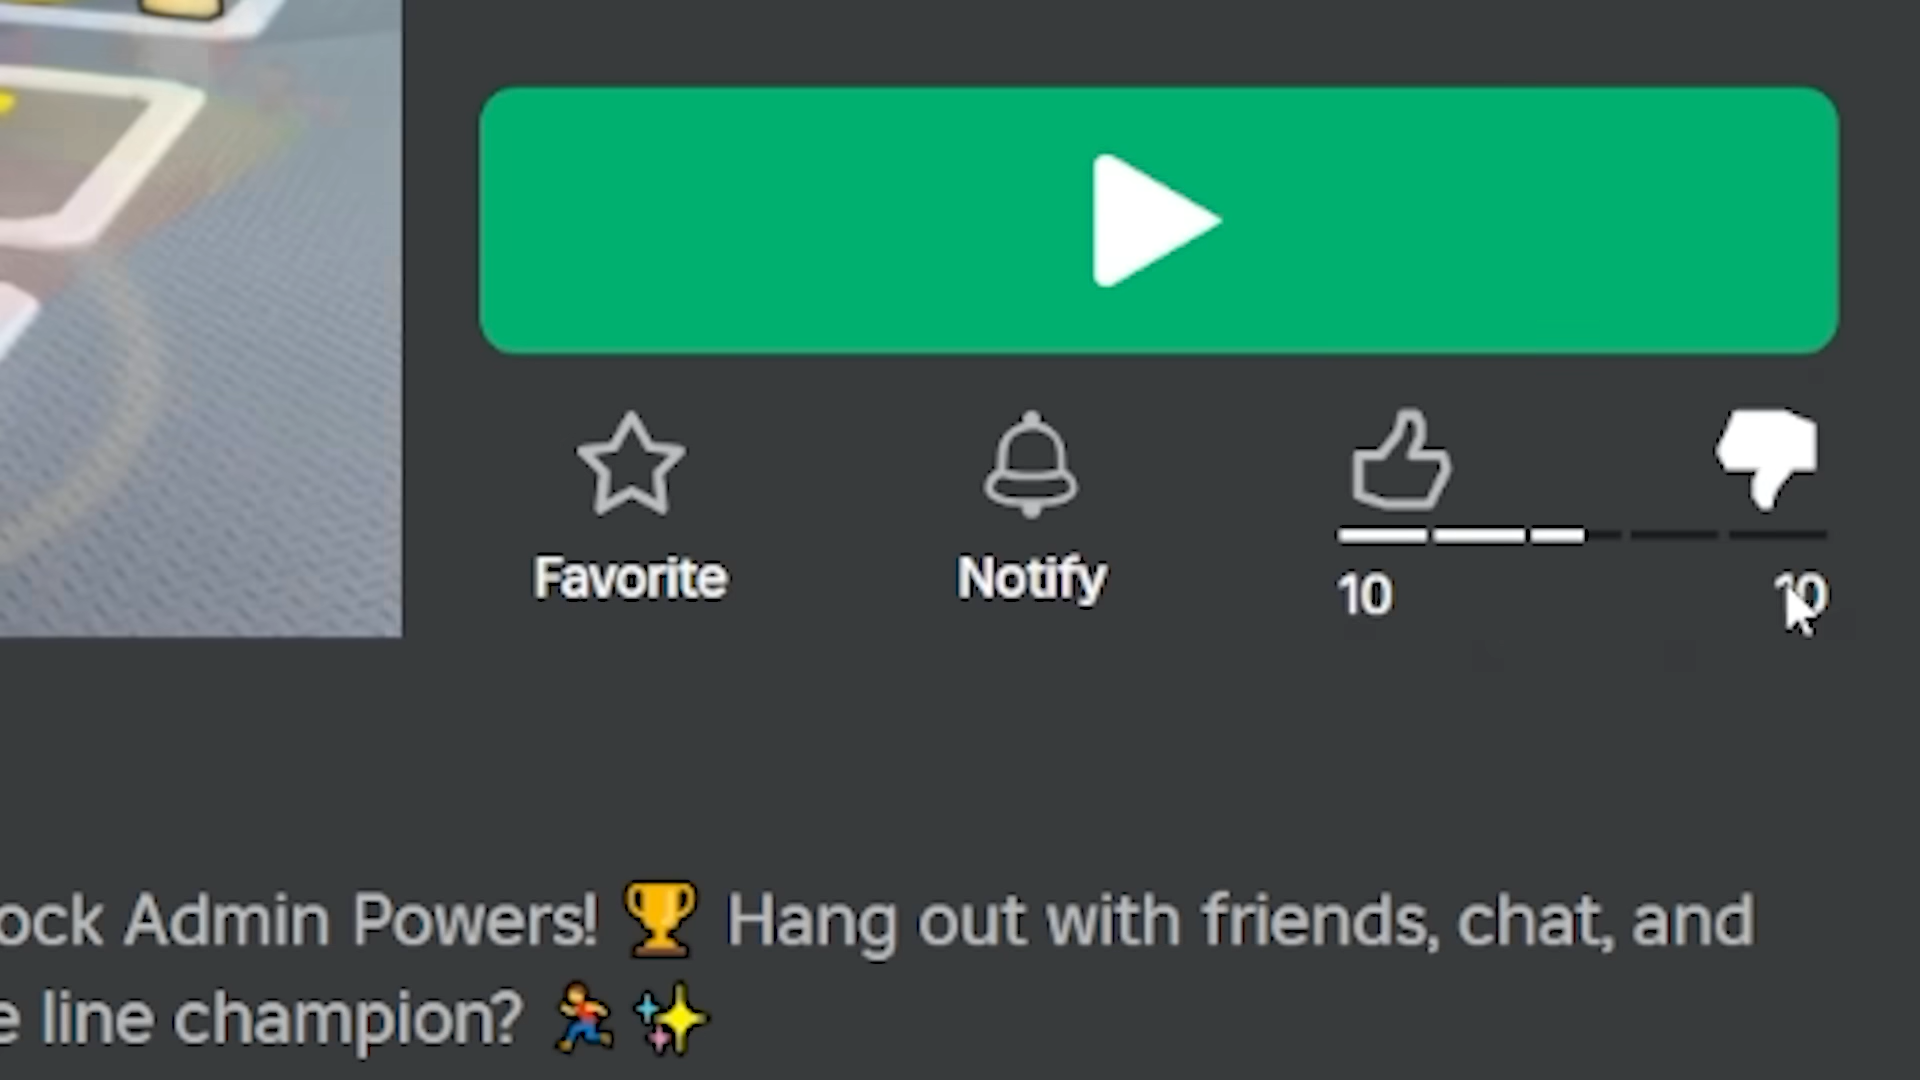 Favorite
Notify
10
10
ock Admin Powers! 🏆 Hang out with friends, chat, and
e line champion? 🏃✨